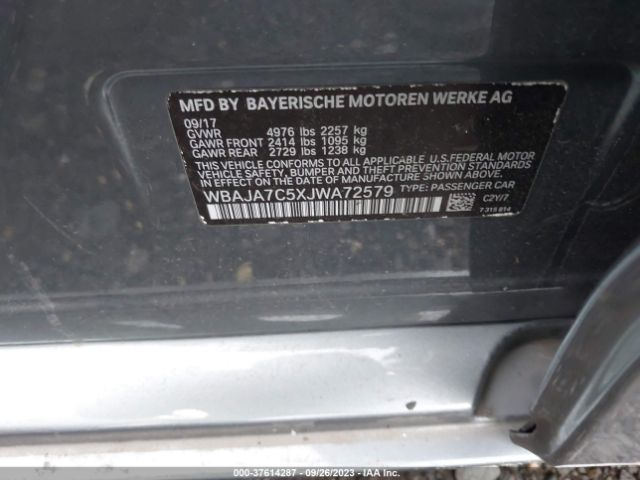 MFD BY BAYERISCHE MOTOREN WERKE AG
09/17
GVWR 4976 lbs 2257 kg
GAWR FRONT 2414 lbs 1095 kg
GAWR REAR 2729 lbs 1238 kg
THIS VEHICLE CONFORMS TO ALL APPLICABLE U.S.FEDERAL MOTOR
VEHICLE SAFETY, BUMPER, AND THEFT PREVENTION STANDARDS
IN EFFECT ON THE DATE OF MANUFACTURE SHOWN ABOVE.
WBAJA7C5XJWA72579 TYPE: PASSENGER CAR
C2Y/7
7 315 814
000-37614287 - 09/26/2023 - IAA Inc.